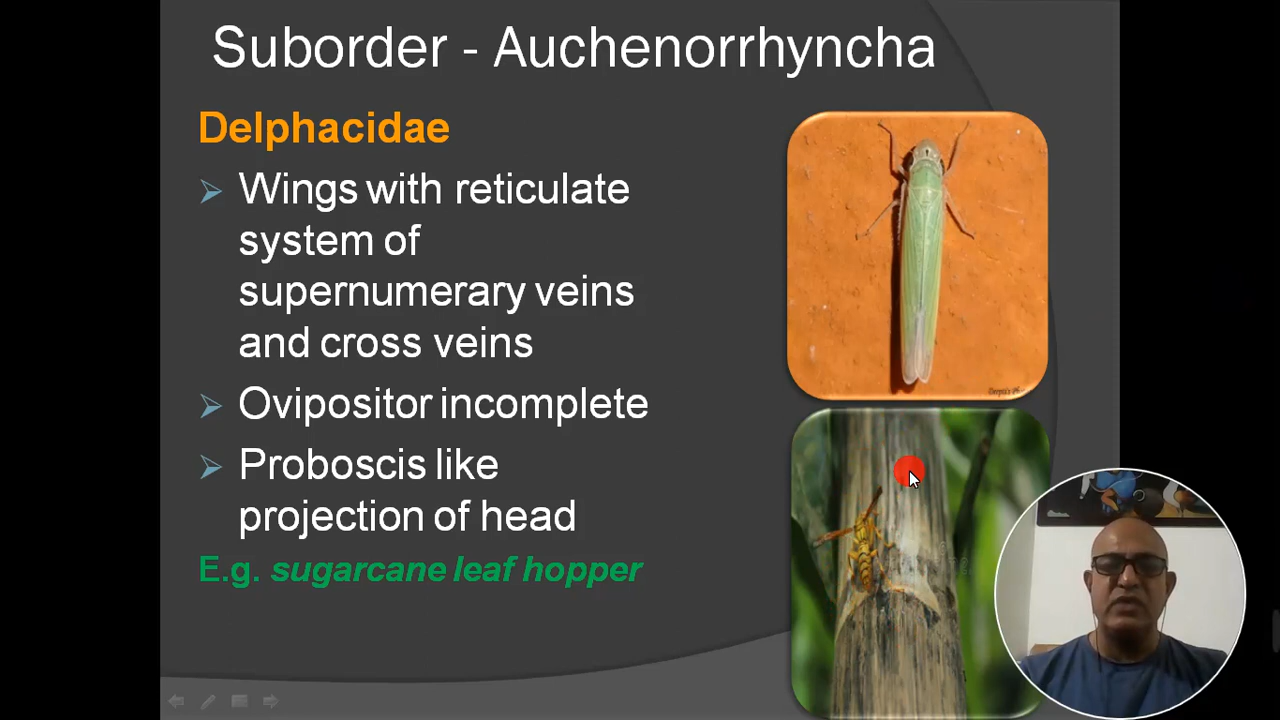 Suborder - Auchenorrhyncha
Delphacidae
Wings with reticulate
system of
supernumerary veins
and cross veins
Ovipositor incomplete
Proboscis like
projection of head
E.g. sugarcane leaf hopper